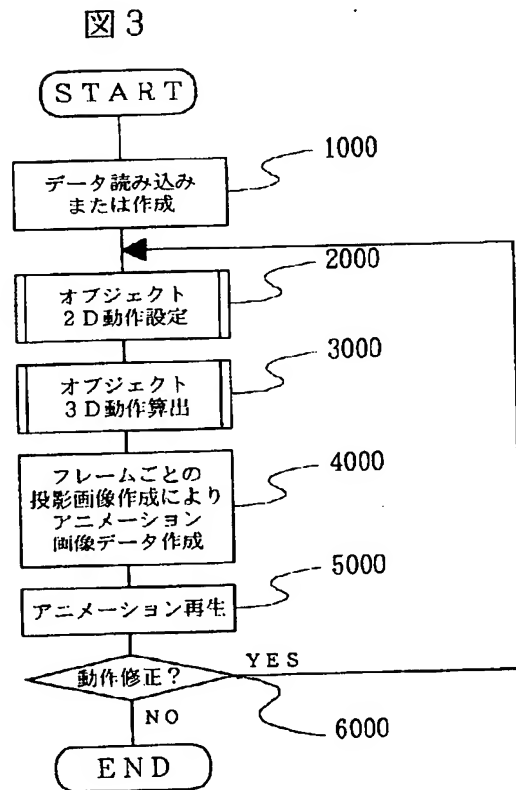 図3
START
1000
データ読み込み
または作成
2000
オブジェクト
2D動作設定
3000
オブジェクト
3D動作算出
4000
フレームごとの
投影画像作成により
アニメーション
画像データ作成
5000
アニメーション再生
動作修正?
YES
NO
6000
END